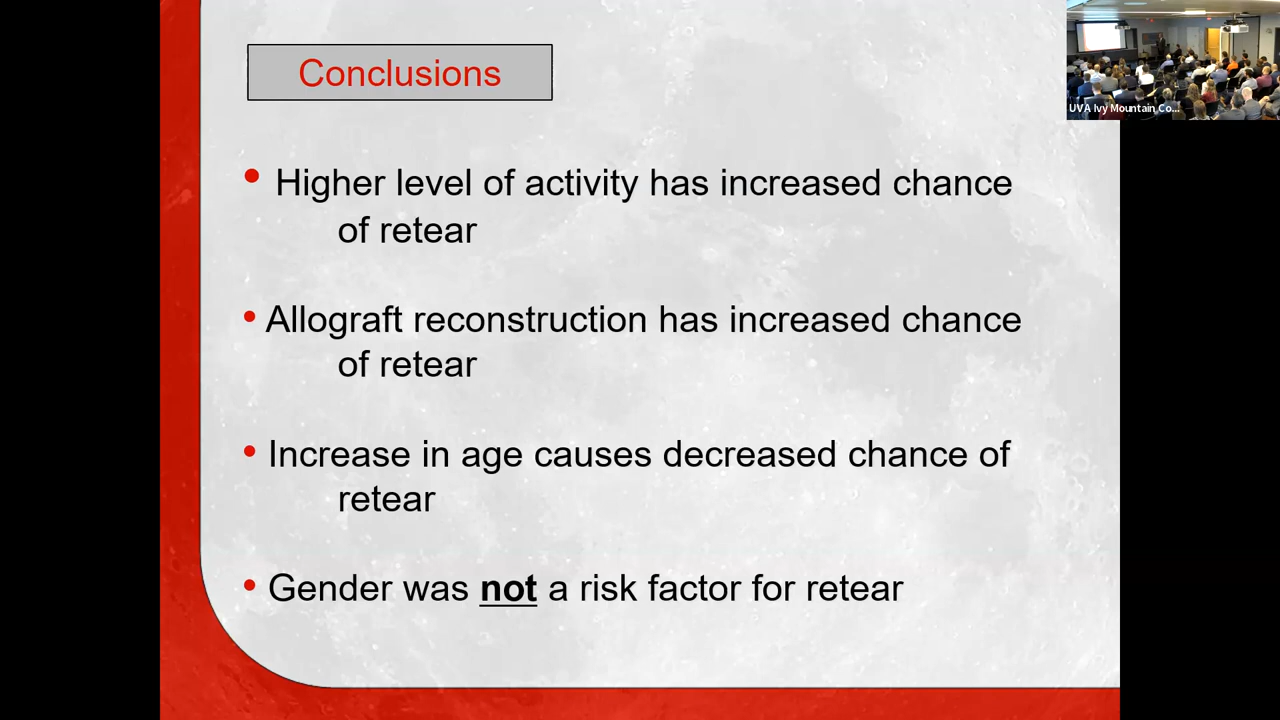 Conclusions
UVA Ivy Mountain Co...
• Higher level of activity has increased chance
of retear
• Allograft reconstruction has increased chance
of retear
• Increase in age causes decreased chance of
retear
• Gender was not a risk factor for retear